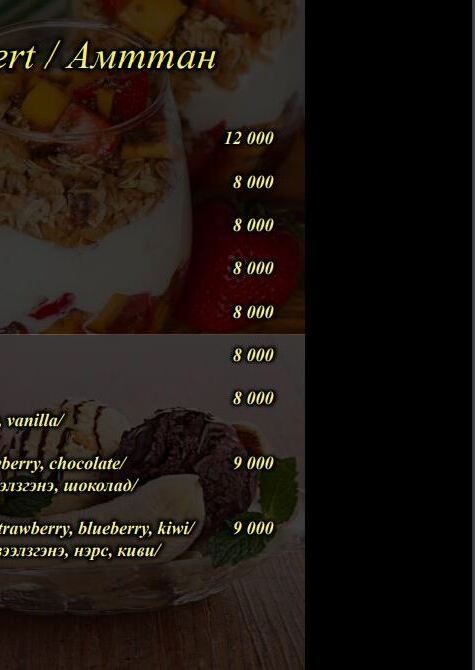 ert / Амттан
12 000
8 000
8 000
8 000
8 000
8 000
8 000
, vanilla/
berry, chocolate/ 9 000
элзгэнэ, шоколад/
trawberry, blueberry, kiwi/ 9 000
зээлзгэнэ, нэрс, киви/